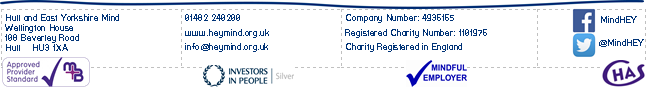 Hull and East Yorkshire Mind
Wellington House
108 Beverley Road
Hull HU3 1XA
01482 240200
www.heymind.org.uk
info@heymind.org.uk
Company Number: 4935165
Registered Charity Number: 1101975
Charity Registered in England
MindHEY
@MindHEY
Approved
Provider
Standard
INVESTORS
IN PEOPLE
Silver
MINDFUL
EMPLOYER
CHAS